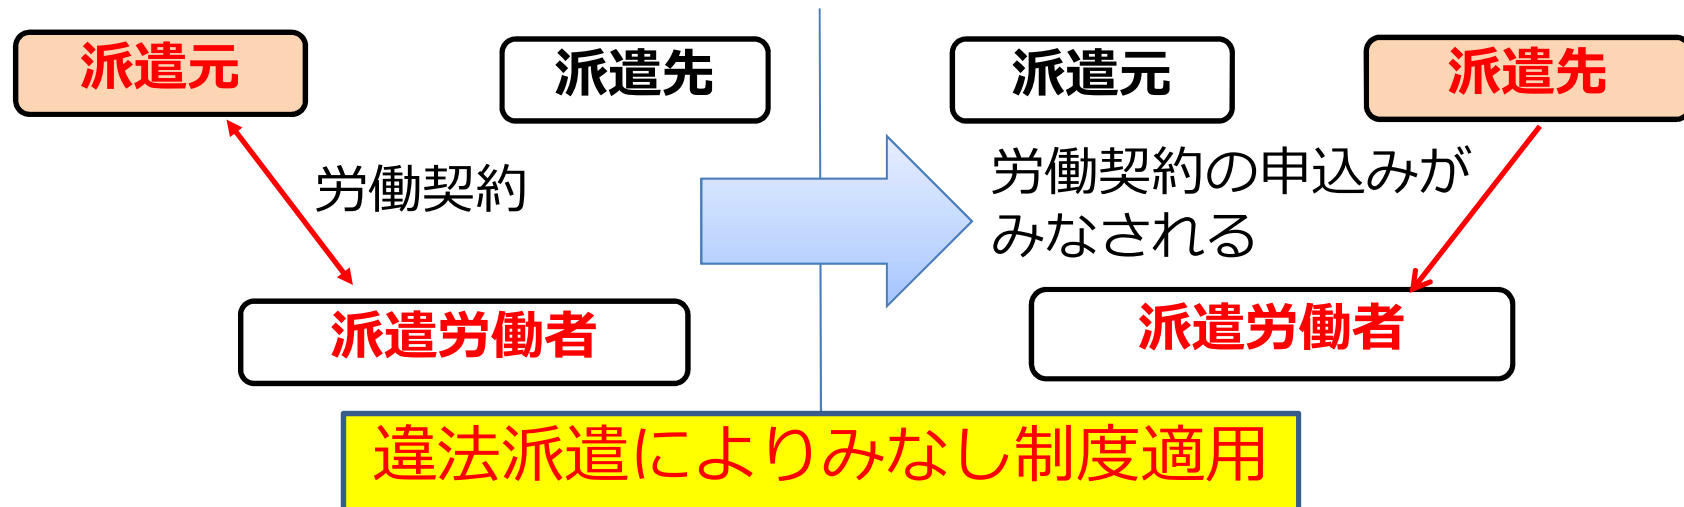 派遣元
派遣先
労働契約
派遣労働者
派遣元
派遣先
労働契約の申込みが
みなされる
派遣労働者
違法派遣によりみなし制度適用